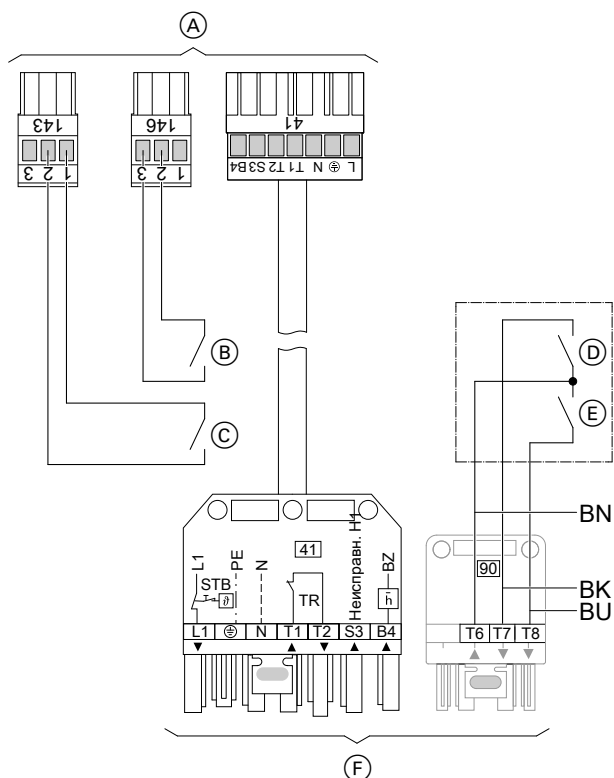 A
143
3 2 1
146
3 2 1
41
B4 S3 T2 T1 N L
B
C
D
E
BN
BK
BU
L1
STB
ϑ
PE
N
41
TR
Неисправн. H1
BZ
h
L1 N T1 T2 S3 B4
90
T6 T7 T8
F